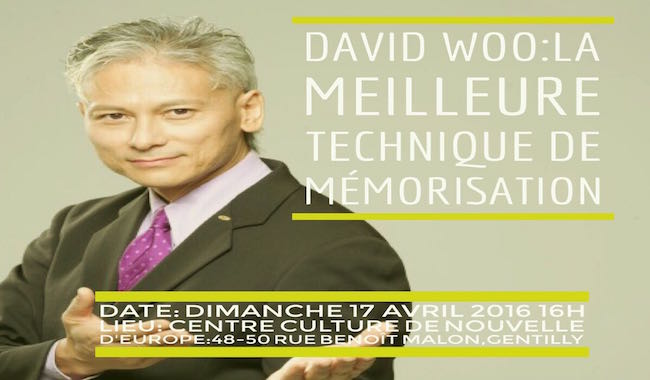 DAVID WOO:LA
MEILLEURE
TECHNIQUE DE
MÉMORISATION
DATE: DIMANCHE 17 AVRIL 2016 16H
LIEU: CENTRE CULTURE DE NOUVELLE
D'EUROPE:48-50 RUE BENOIT MALON,GENTILLY